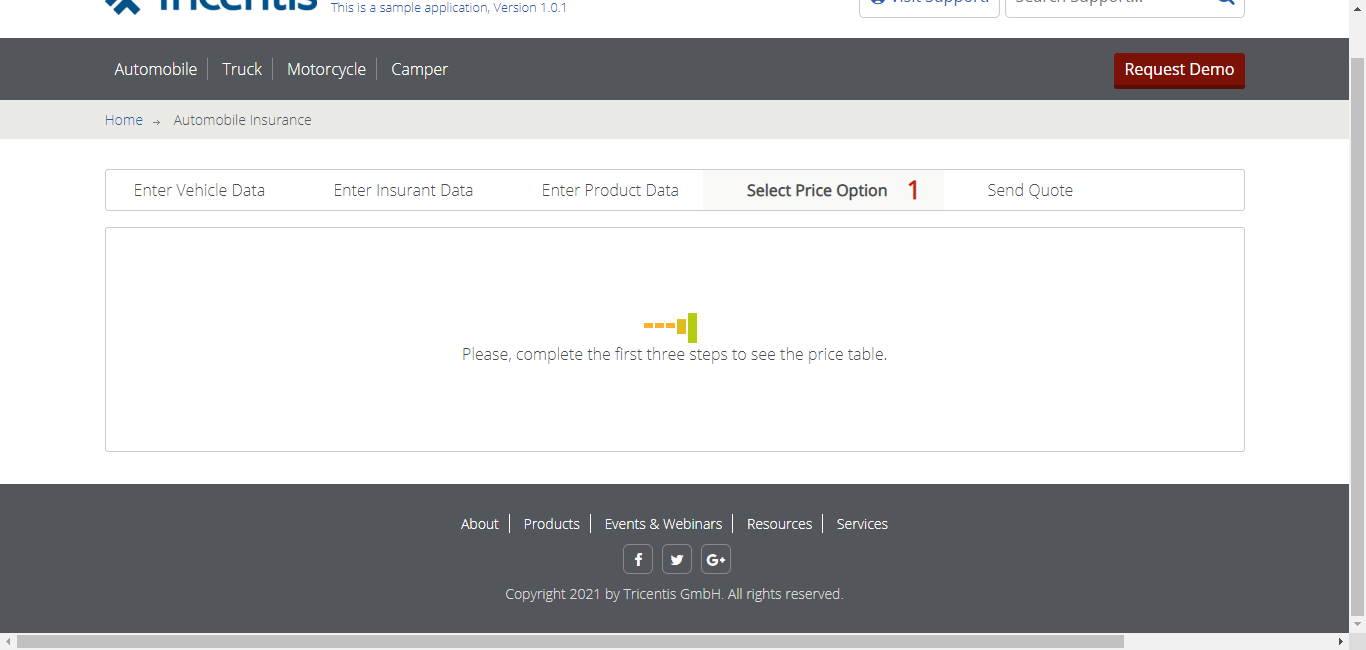 Tricentis
This is a sample application, Version 1.0.1
Visit Support!
Search Support...
Automobile
Truck
Motorcycle
Camper
Request Demo
Home → Automobile Insurance
Enter Vehicle Data
Enter Insurant Data
Enter Product Data
Select Price Option 1
Send Quote
Please, complete the first three steps to see the price table.
About
Products
Events & Webinars
Resources
Services
Copyright 2021 by Tricentis GmbH. All rights reserved.